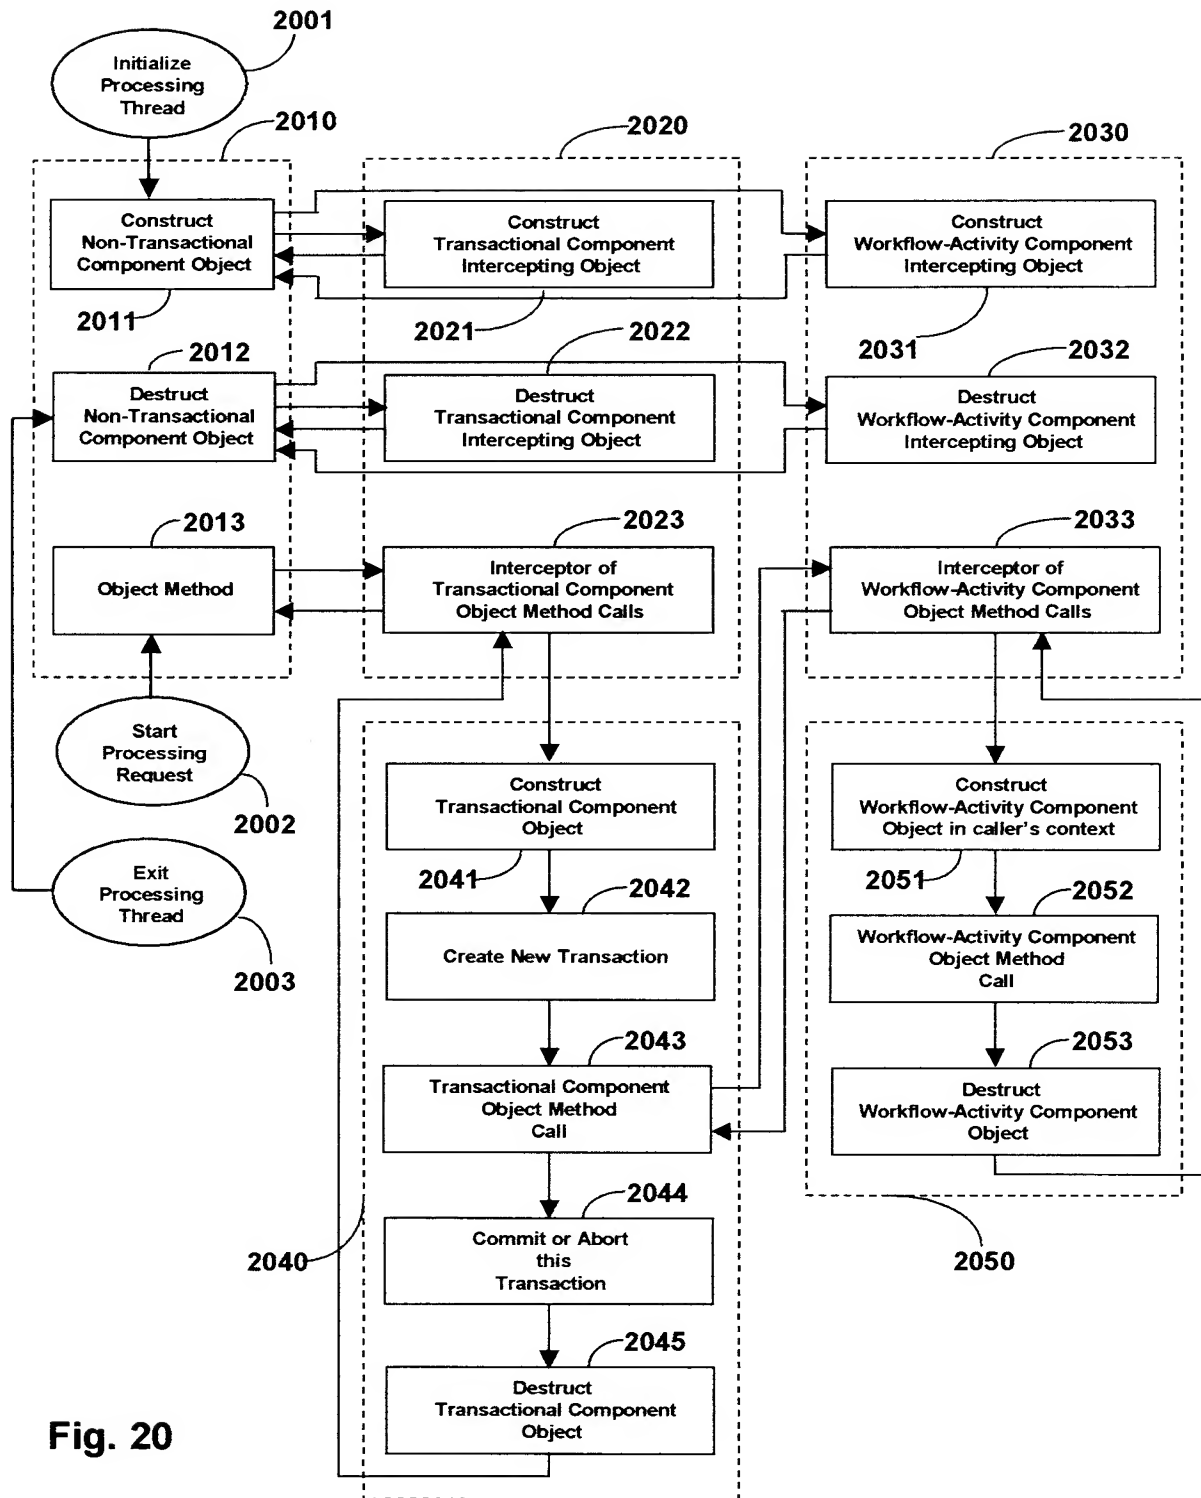 2001
Initialize
Processing
Thread
2010
2020
2030
Construct
Non-Transactional
Component Object
Construct
Transactional Component
Intercepting Object
Construct
Workflow-Activity Component
Intercepting Object
2011
2021
2031
2012
2022
2032
Destruct
Non-Transactional
Component Object
Destruct
Transactional Component
Intercepting Object
Destruct
Workflow-Activity Component
Intercepting Object
2013
2023
2033
Object Method
Interceptor of
Transactional Component
Object Method Calls
Interceptor of
Workflow-Activity Component
Object Method Calls
Start
Processing
Request
2002
Construct
Transactional Component
Object
Construct
Workflow-Activity Component
Object in caller's context
2041
2051
Exit
Processing
Thread
2003
2042
2052
Create New Transaction
Workflow-Activity Component
Object Method
Call
2043
2053
Transactional Component
Object Method
Call
Destruct
Workflow-Activity Component
Object
2044
2040
2050
Commit or Abort
this
Transaction
2045
Destruct
Transactional Component
Object
Fig. 20